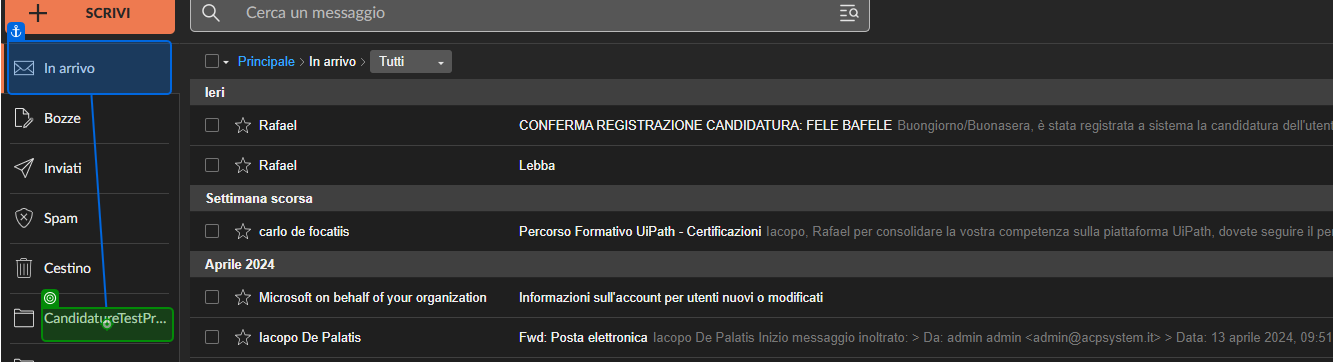 SCRIVI
Cerca un messaggio
In arrivo
Bozze
Inviati
Spam
Cestino
CandidatureTestPr...
Principale > In arrivo > Tutti
Ieri
Rafael CONFERMA REGISTRAZIONE CANDIDATURA: FELE BAFELE Buongiorno/Buonasera, è stata registrata a sistema la candidatura dell'utent
Rafael Lebba
Settimana scorsa
carlo de focatiis Percorso Formativo UiPath - Certificazioni Iacopo, Rafael per consolidare la vostra competenza sulla piattaforma UiPath, dovete seguire il per
Aprile 2024
Microsoft on behalf of your organization Informazioni sull'account per utenti nuovi o modificati
Iacopo De Palatis Fwd: Posta elettronica Iacopo De Palatis Inizio messaggio inoltrato: > Da: admin admin <admin@acpsystem.it> > Data: 13 aprile 2024, 09:51